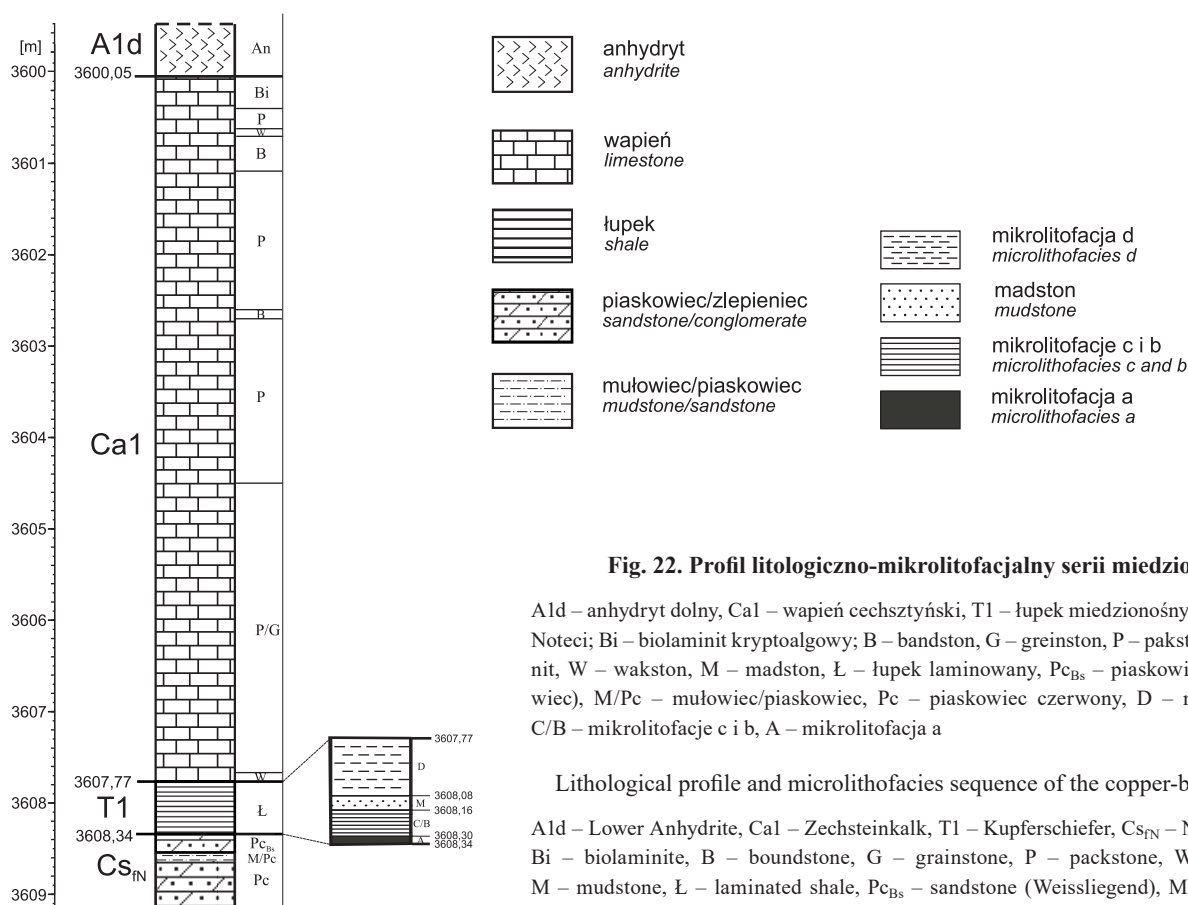 [m]
3600
3601
3602
3603
3604
3605
3606
3607
3608
3609
A1d
3600,05
Ca1
3607,77
T1
3608,34
Cs_fN
An
Bi
P
W
B
P
B
P
P/G
W
Ł
Pc_Bs
M/Pc
Pc
3607,77
D
3608,08
M
3608,16
C/B
3608,30
A
3608,34
anhydryt
anhydrite
wapień
limestone
łupek
shale
piaskowiec/zlepieniec
sandstone/conglomerate
mułowiec/piaskowiec
mudstone/sandstone
mikrolitofacja d
microlithofacies d
madston
mudstone
mikrolitofacje c i b
microlithofacies c and b
mikrolitofacja a
microlithofacies a
Fig. 22. Profil litologiczno-mikrolitofacjalny serii miedzio
A1d – anhydryt dolny, Ca1 – wapień cechsztyński, T1 – łupek miedzionośny
Noteci; Bi – biolaminit kryptoalgowy; B – bandston, G – greinston, P – pakst
nit, W – wakston, M – madston, Ł – łupek laminowany, Pc_Bs – piaskowi
wiec), M/Pc – mułowiec/piaskowiec, Pc – piaskowiec czerwony, D – m
C/B – mikrolitofacje c i b, A – mikrolitofacja a
Lithological profile and microlithofacies sequence of the copper-b
A1d – Lower Anhydrite, Ca1 – Zechsteinkalk, T1 – Kupferschiefer, Cs_fN – N
Bi – biolaminite, B – boundstone, G – grainstone, P – packstone, W
M – mudstone, Ł – laminated shale, Pc_Bs – sandstone (Weissliegend), M